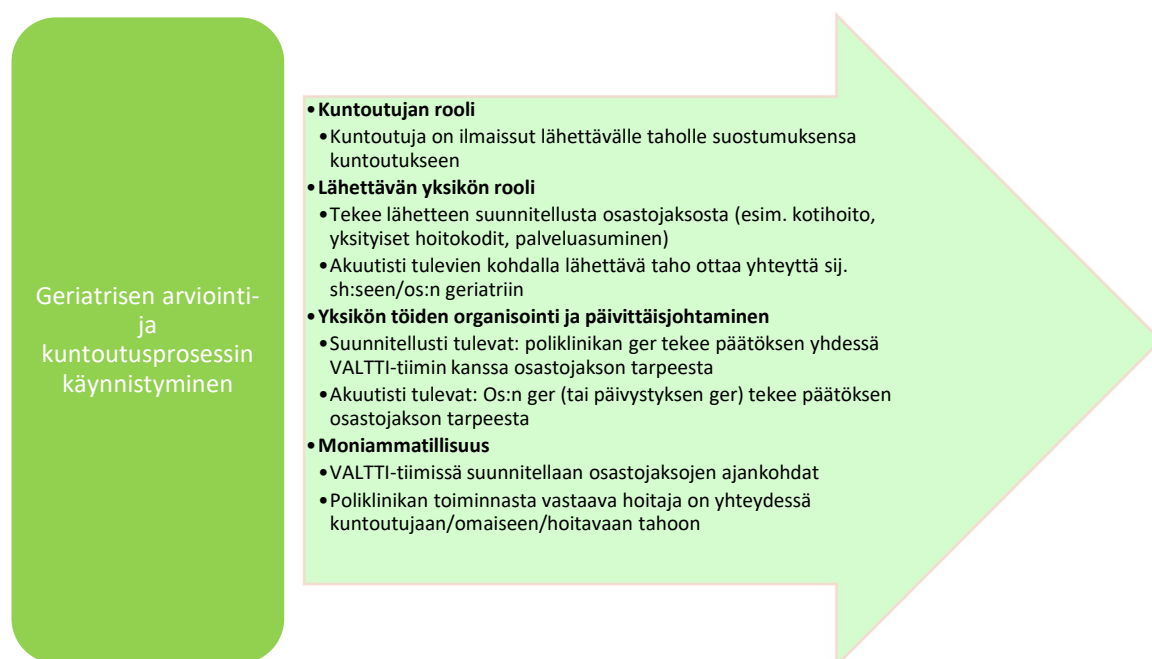 Geriatrisen arviointi-
ja
kuntoutusprosessin
käynnistyminen
•Kuntoutujan rooli
•Kuntoutuja on ilmaissut lähettävälle taholle suostumuksensa
kuntoutukseen
•Lähettävän yksikön rooli
•Tekee lähetteen suunnitellusta osastojaksosta (esim. kotihoito,
yksityiset hoitokodit, palveluasuminen)
•Akuutisti tulevien kohdalla lähettävä taho ottaa yhteyttä sij.
sh:seen/os:n geriatriin
•Yksikön töiden organisointi ja päivittäisjohtaminen
•Suunnitellusti tulevat: poliklinikan ger tekee päätöksen yhdessä
VALTTI-tiimin kanssa osastojakson tarpeesta
•Akuutisti tulevat: Os:n ger (tai päivystyksen ger) tekee päätöksen
osastojakson tarpeesta
•Moniammatillisuus
•VALTTI-tiimissä suunnitellaan osastojaksojen ajankohdat
•Poliklinikan toiminnasta vastaava hoitaja on yhteydessä
kuntoutujaan/omaiseen/hoitavaan tahoon